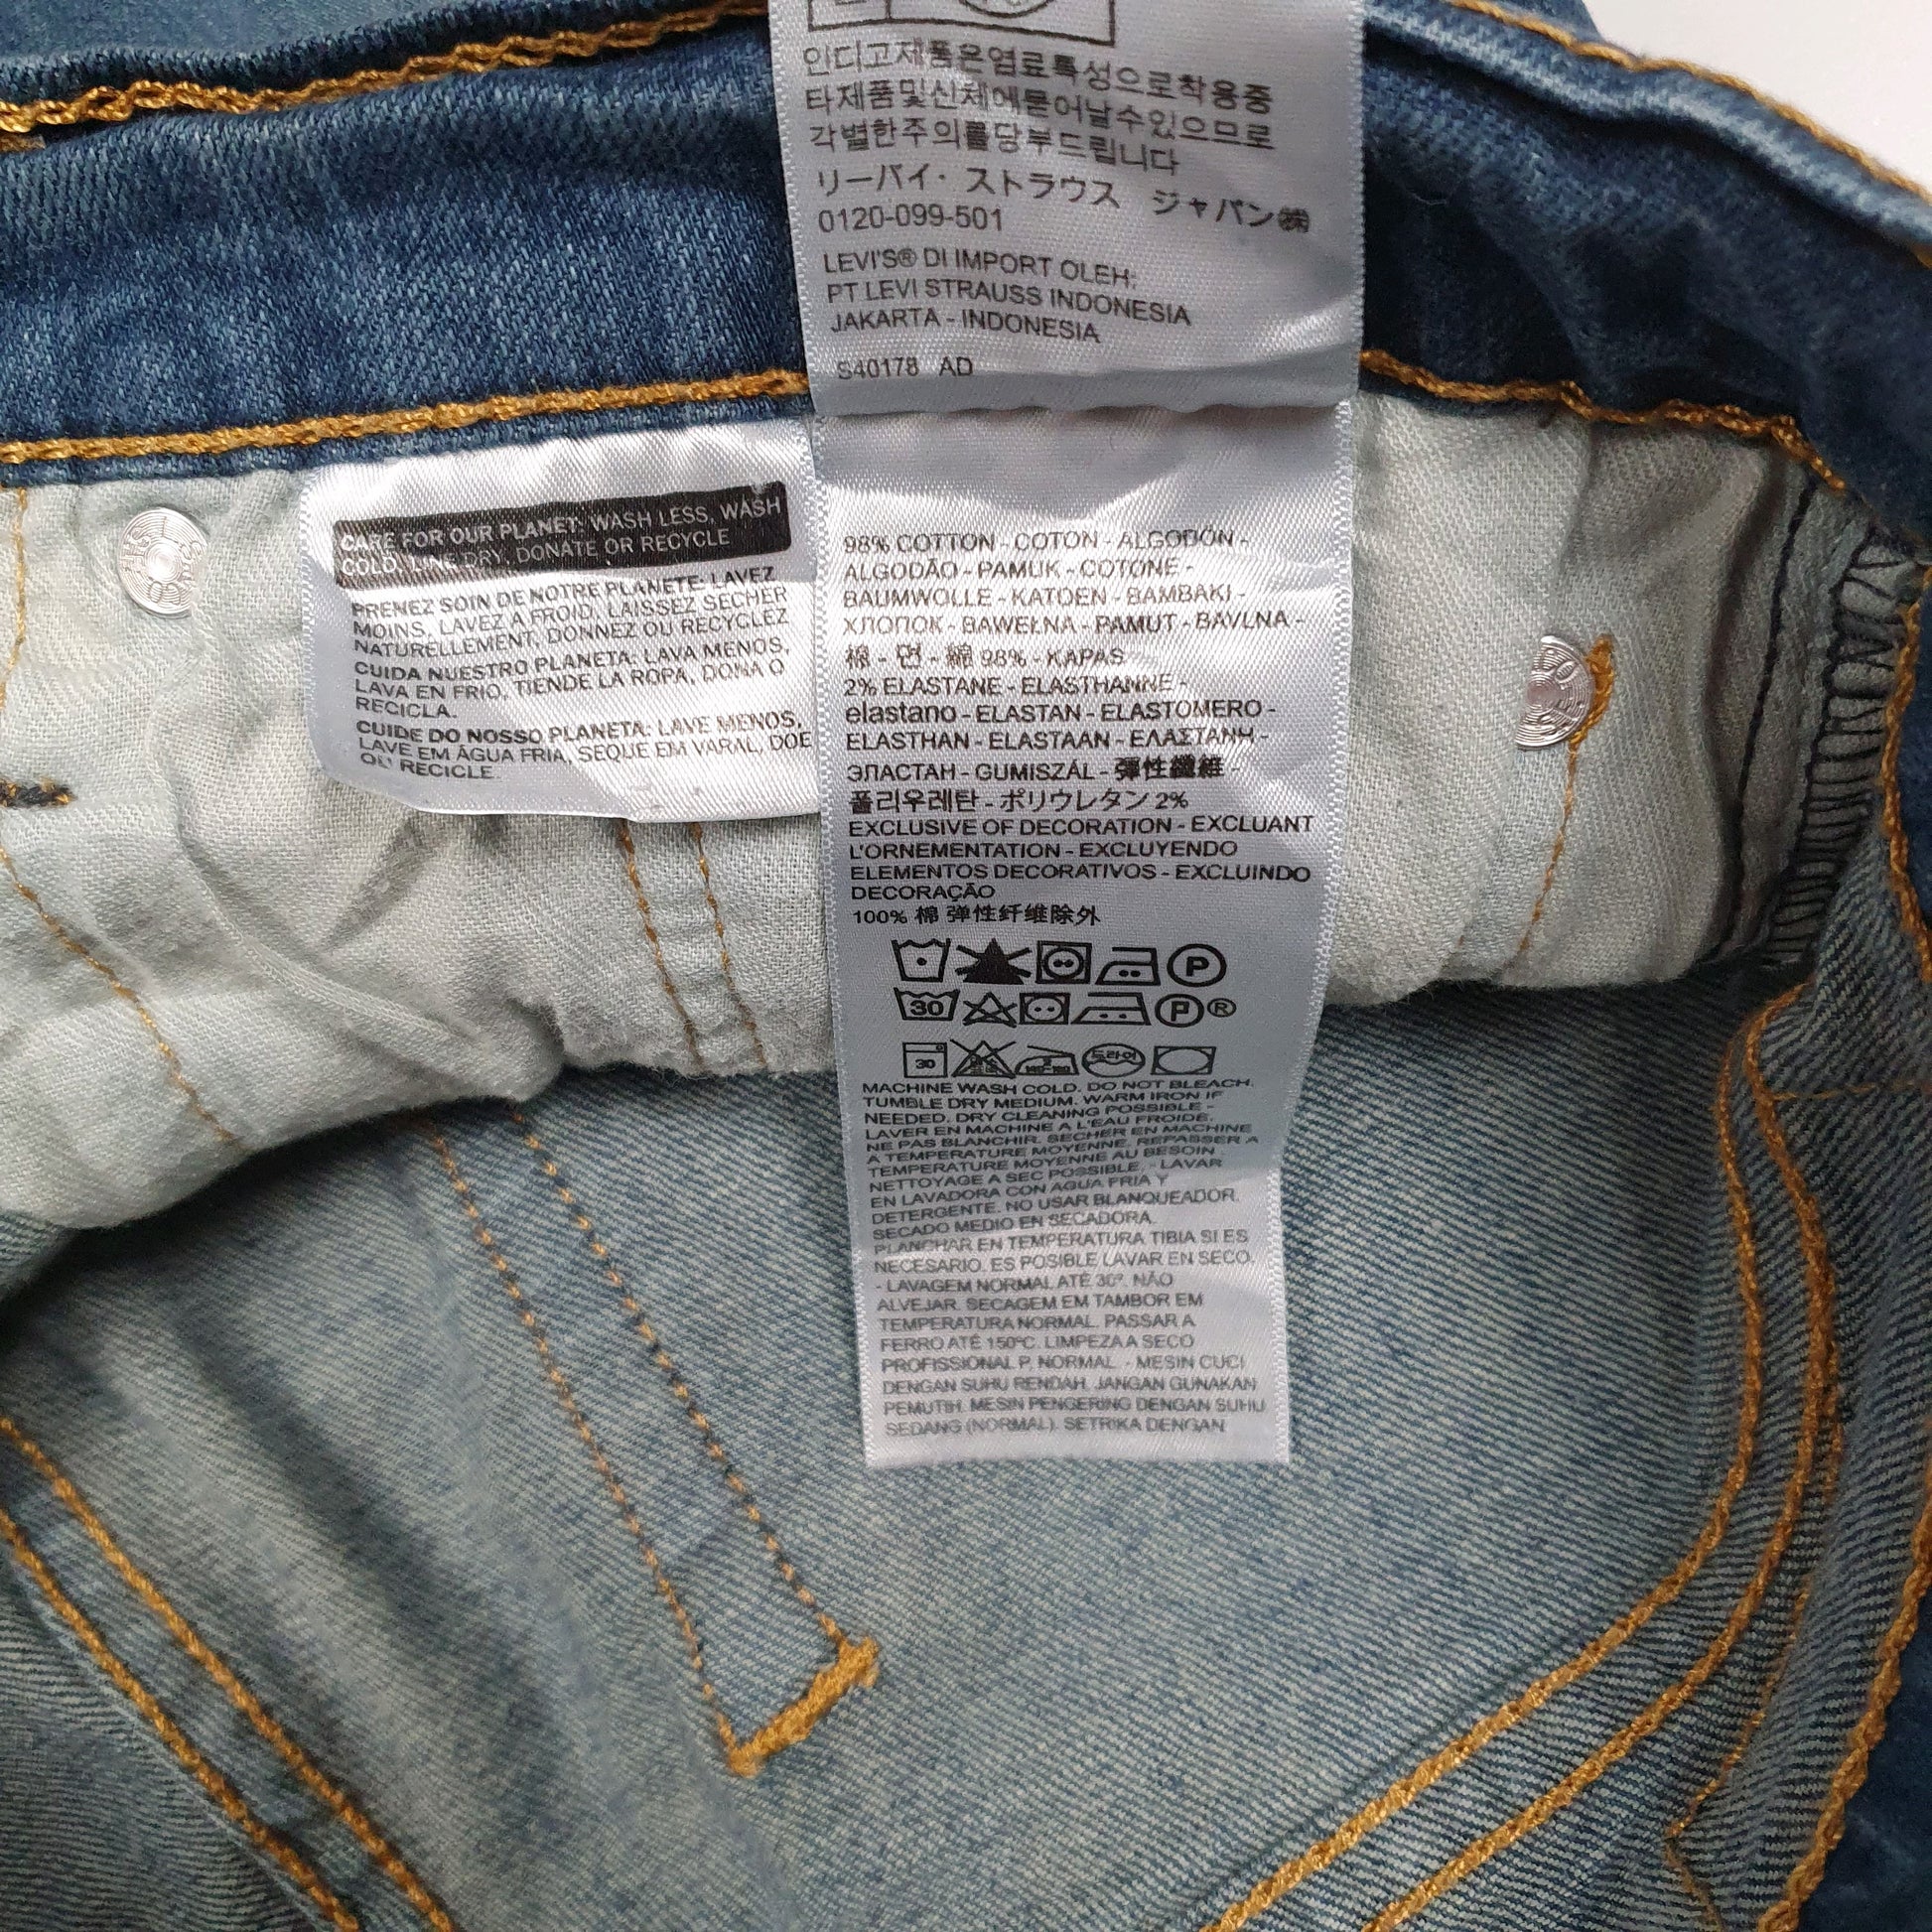 인디고제품은염료특성으로착용중
타제품및신체에묻어날수있으므로
각별한주의를당부드립니다
リーバイ・ストラウス ジャパン㈱
0120-099-501
LEVI'S® DI IMPORT OLEH:
PT LEVI STRAUSS INDONESIA
JAKARTA - INDONESIA
S40178 AD
CARE FOR OUR PLANET: WASH LESS, WASH
COLD, LINE DRY, DONATE OR RECYCLE
PRENEZ SOIN DE NOTRE PLANETE: LAVEZ
MOINS, LAVEZ A FROID, LAISSEZ SECHER
NATURELLEMENT, DONNEZ OU RECYCLEZ
CUIDA NUESTRO PLANETA: LAVA MENOS,
LAVA EN FRIO, TIENDE LA ROPA, DONA O
RECICLA.
CUIDE DO NOSSO PLANETA: LAVE MENOS,
LAVE EM ÁGUA FRIA, SEQUE EM VARAL, DOE
OU RECICLE.
98% COTTON - COTON - ALGODÓN -
ALGODÃO - PAMUK - COTONE -
BAUMWOLLE - KATOEN - BAMBAKI -
ХЛОПОК - BAWEŁNA - PAMUT - BAVLNA -
棉 - 면 - 綿 98% - KAPAS
2% ELASTANE - ELASTHANNE -
elastano - ELASTAN - ELASTOMERO -
ELASTHAN - ELASTAAN - ΕΛΑΣΤΑΝΗ -
ЭЛАСТАН - GUMISZÁL - 彈性纖維 -
폴리우레탄 - ポリウレタン 2%
EXCLUSIVE OF DECORATION - EXCLUANT
L'ORNEMENTATION - EXCLUYENDO
ELEMENTOS DECORATIVOS - EXCLUINDO
DECORAÇÃO
100% 棉 弹性纤维除外
P
30 P ®
30 드라이
MACHINE WASH COLD. DO NOT BLEACH.
TUMBLE DRY MEDIUM. WARM IRON IF
NEEDED. DRY CLEANING POSSIBLE -
LAVER EN MACHINE A L'EAU FROIDE.
NE PAS BLANCHIR. SECHER EN MACHINE
A TEMPERATURE MOYENNE. REPASSER A
TEMPERATURE MOYENNE AU BESOIN.
NETTOYAGE A SEC POSSIBLE. - LAVAR
EN LAVADORA CON AGUA FRIA Y
DETERGENTE. NO USAR BLANQUEADOR.
SECADO MEDIO EN SECADORA.
PLANCHAR EN TEMPERATURA TIBIA SI ES
NECESARIO. ES POSIBLE LAVAR EN SECO.
- LAVAGEM NORMAL ATÉ 30º. NÃO
ALVEJAR. SECAGEM EM TAMBOR EM
TEMPERATURA NORMAL. PASSAR A
FERRO ATÉ 150ºC. LIMPEZA A SECO
PROFISSIONAL P. NORMAL. - MESIN CUCI
DENGAN SUHU RENDAH. JANGAN GUNAKAN
PEMUTIH. MESIN PENGERING DENGAN SUHU
SEDANG (NORMAL). SETRIKA DENGAN